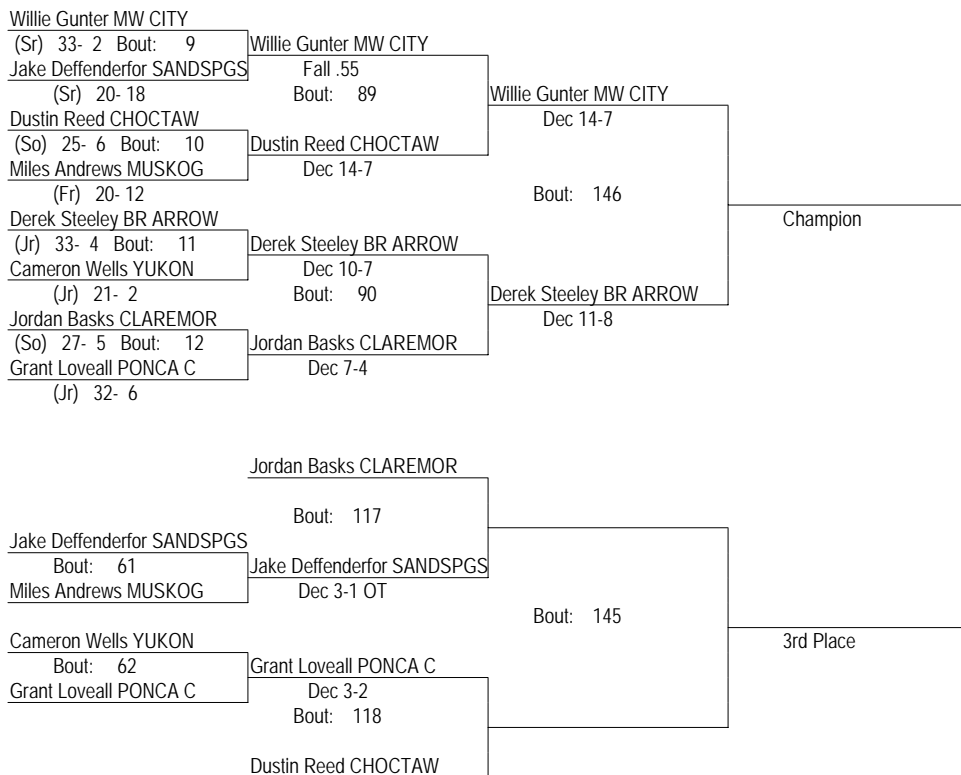 Willie Gunter MW CITY
(Sr) 33- 2 Bout: 9
Jake Deffenderfor SANDSPGS
(Sr) 20- 18
Dustin Reed CHOCTAW
(So) 25- 6 Bout: 10
Miles Andrews MUSKOG
(Fr) 20- 12
Derek Steeley BR ARROW
(Jr) 33- 4 Bout: 11
Cameron Wells YUKON
(Jr) 21- 2
Jordan Basks CLAREMOR
(So) 27- 5 Bout: 12
Grant Loveall PONCA C
(Jr) 32- 6
Willie Gunter MW CITY
Fall .55
Bout: 89
Dustin Reed CHOCTAW
Dec 14-7
Derek Steeley BR ARROW
Dec 10-7
Bout: 90
Jordan Basks CLAREMOR
Dec 7-4
Willie Gunter MW CITY
Dec 14-7
Bout: 146
Derek Steeley BR ARROW
Dec 11-8
Champion
Jordan Basks CLAREMOR
Bout: 117
Jake Deffenderfor SANDSPGS
Bout: 61
Miles Andrews MUSKOG
Jake Deffenderfor SANDSPGS
Dec 3-1 OT
Cameron Wells YUKON
Bout: 62
Grant Loveall PONCA C
Grant Loveall PONCA C
Dec 3-2
Bout: 118
Dustin Reed CHOCTAW
Bout: 145
3rd Place